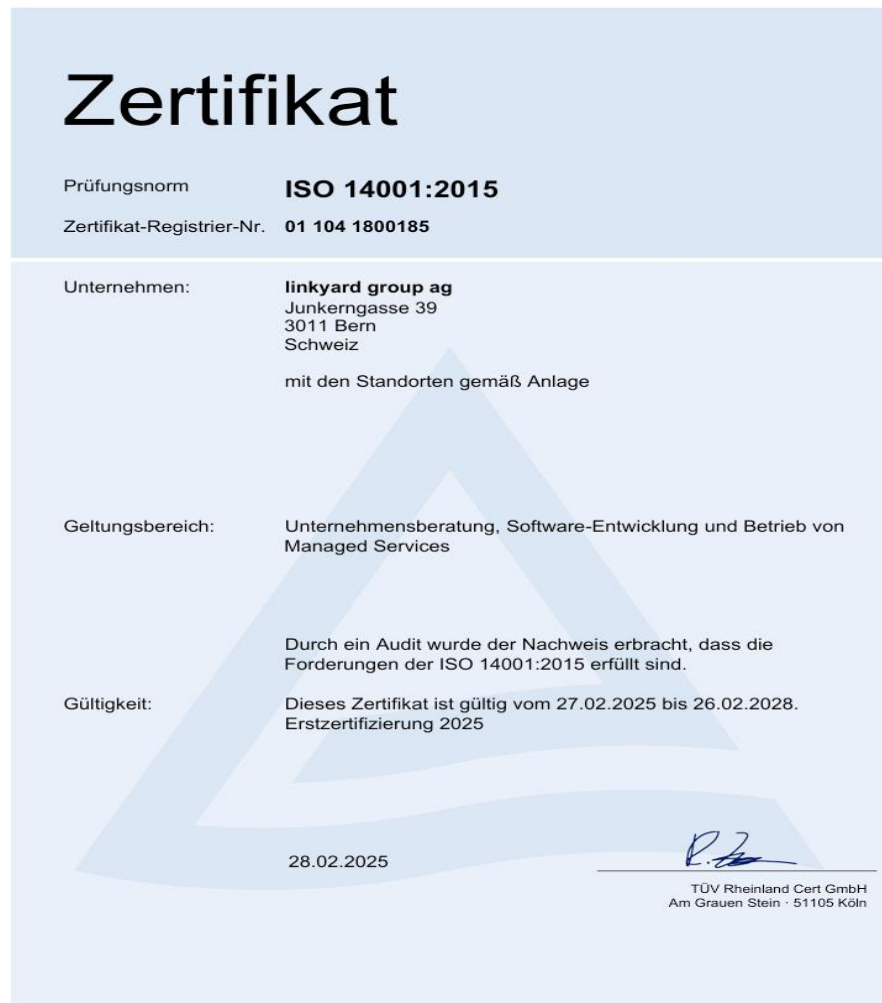 Zertifikat
Prüfungsnorm ISO 14001:2015
Zertifikat-Registrier-Nr. 01 104 1800185
Unternehmen: linkyard group ag
Junkerngasse 39
3011 Bern
Schweiz
mit den Standorten gemäß Anlage
Geltungsbereich: Unternehmensberatung, Software-Entwicklung und Betrieb von
Managed Services
Durch ein Audit wurde der Nachweis erbracht, dass die
Forderungen der ISO 14001:2015 erfüllt sind.
Gültigkeit: Dieses Zertifikat ist gültig vom 27.02.2025 bis 26.02.2028.
Erstzertifizierung 2025
28.02.2025
TÜV Rheinland Cert GmbH
Am Grauen Stein · 51105 Köln